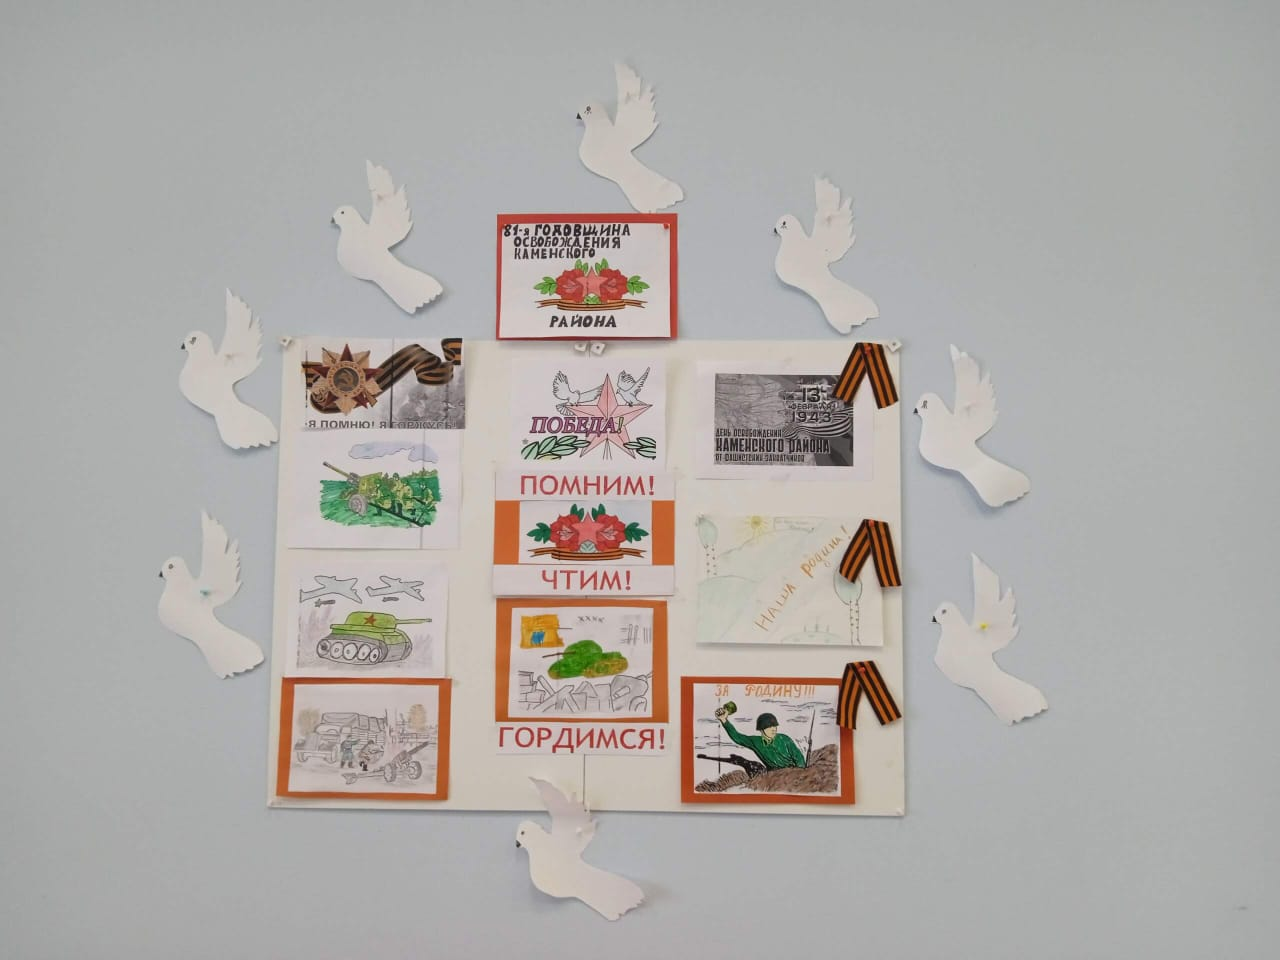 81-я ГОДОВЩИНА
ОСВОБОЖДЕНИЯ
КАМЕНСКОГО
РАЙОНА
Я ПОМНЮ! Я ГОРЖУСЬ!
ПОБЕДА!
ПОМНИМ!
ЧТИМ!
ХХХХ
ГОРДИМСЯ!
13
ФЕВРАЛЯ
1943
ДЕНЬ ОСВОБОЖДЕНИЯ
КАМЕНСКОГО РАЙОНА
ОТ ФАШИСТСКИХ ЗАХВАТЧИКОВ
Наша родина!
ЗА РОДИНУ!!!